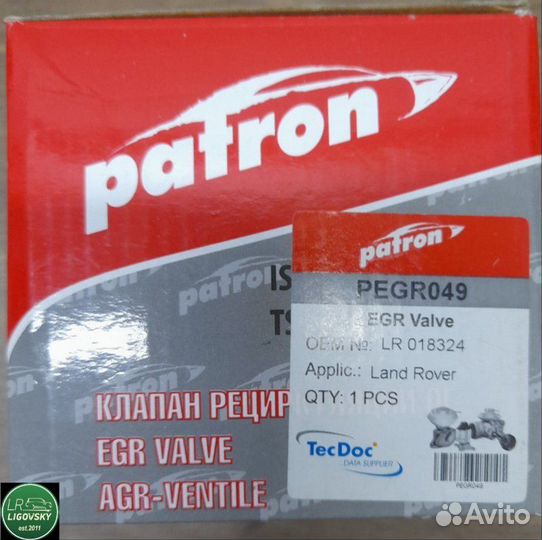 patron
patron
IS
TS
КЛАПАН РЕЦИР
EGR VALVE
AGR-VENTILE
patron
PEGR049
EGR Valve
OEM №: LR 018324
Applic.: Land Rover
QTY: 1 PCS
TecDoc
DATA SUPPLIER
PEGR049
LR
LIGOVSKY
est.2011
Avito